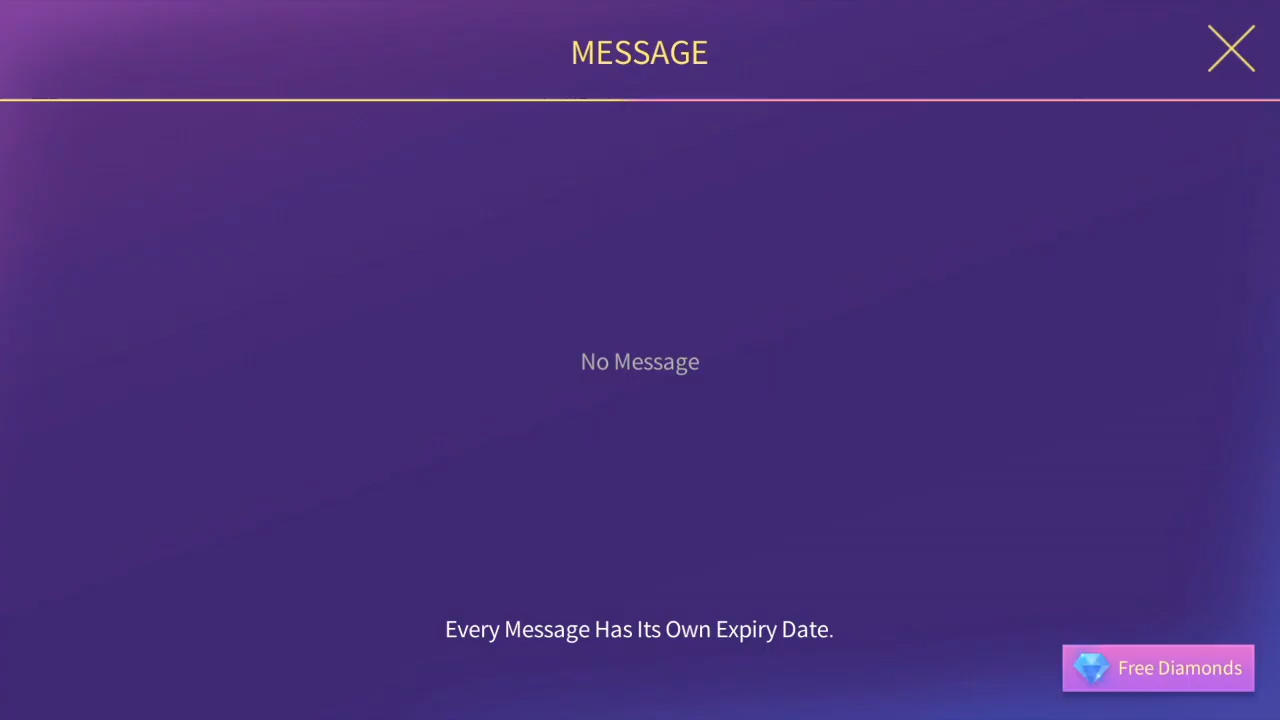 MESSAGE
No Message
Every Message Has Its Own Expiry Date.
Free Diamonds